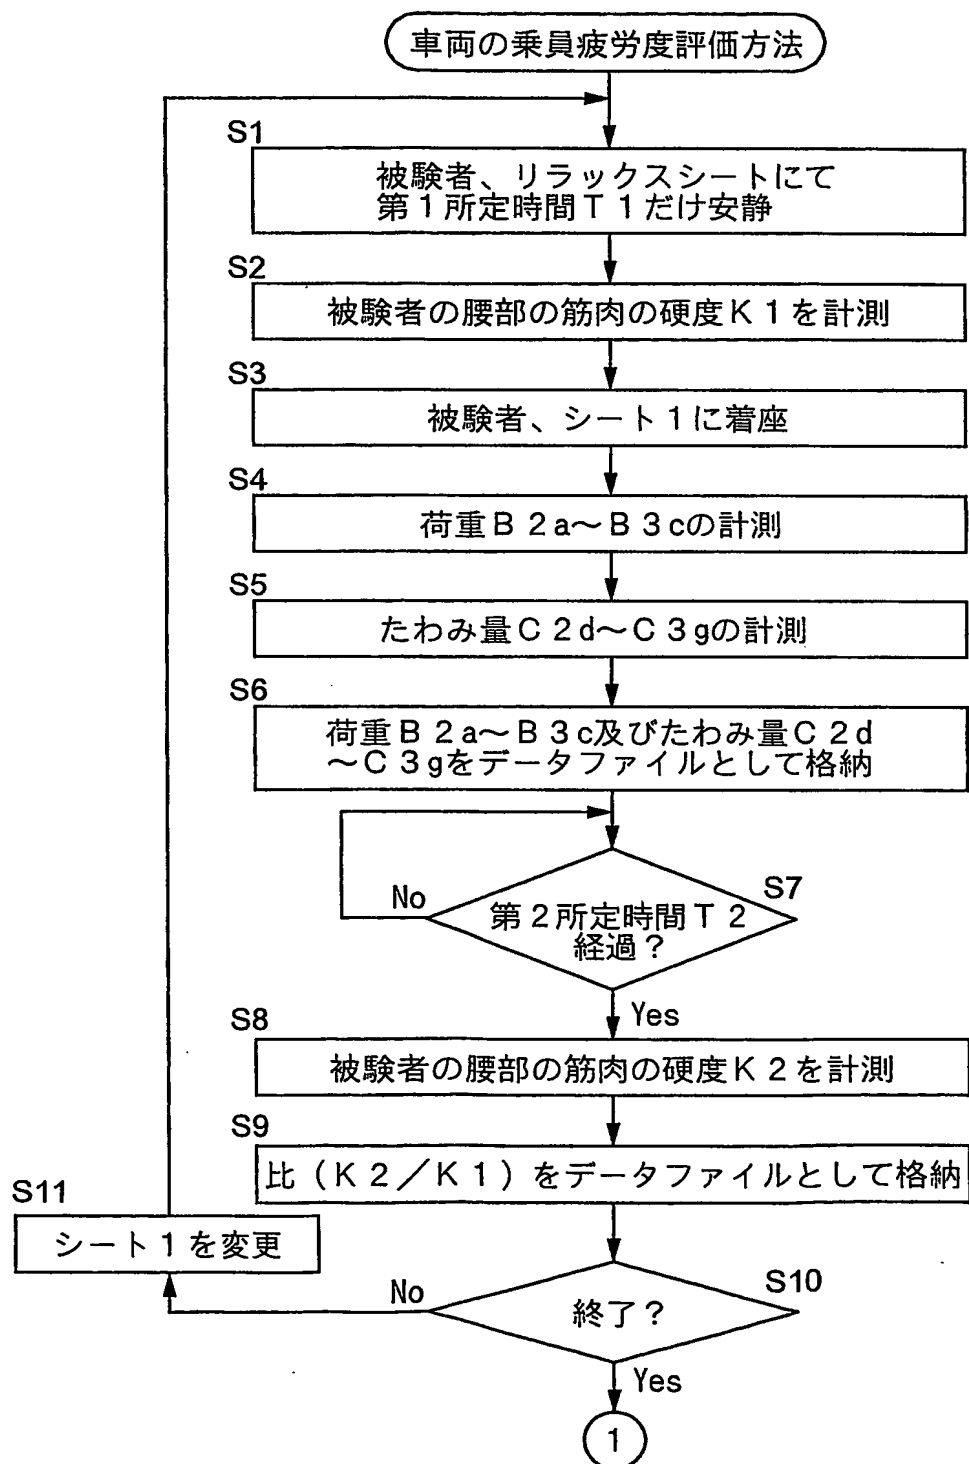 車両の乗員疲労度評価方法
S1
被験者、リラックスシートにて
第1所定時間T1だけ安静
S2
被験者の腰部の筋肉の硬度K1を計測
S3
被験者、シート1に着座
S4
荷重B2a～B3cの計測
S5
たわみ量C2d～C3gの計測
S6
荷重B2a～B3c及びたわみ量C2d
～C3gをデータファイルとして格納
No
S7
第2所定時間T2
経過？
Yes
S8
被験者の腰部の筋肉の硬度K2を計測
S9
比（K2／K1）をデータファイルとして格納
S11
シート1を変更
No
S10
終了？
Yes
1